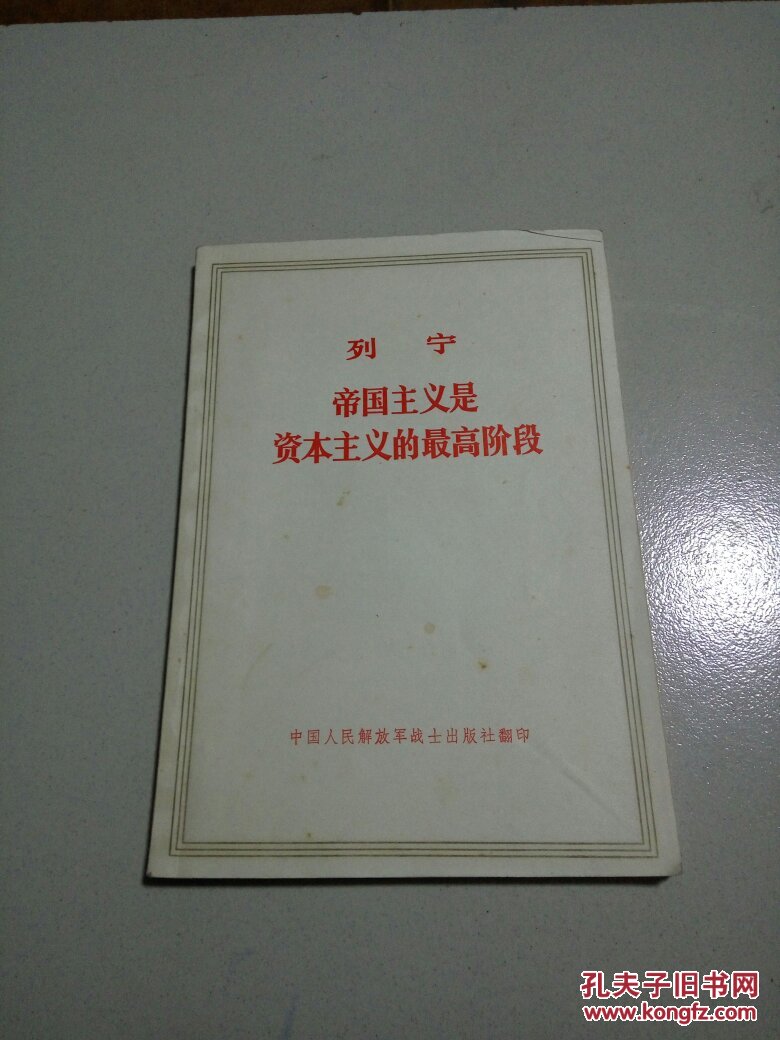 列 宁
帝国主义是
资本主义的最高阶段
中国人民解放军战士出版社翻印
孔夫子旧书网
www.kongfz.com